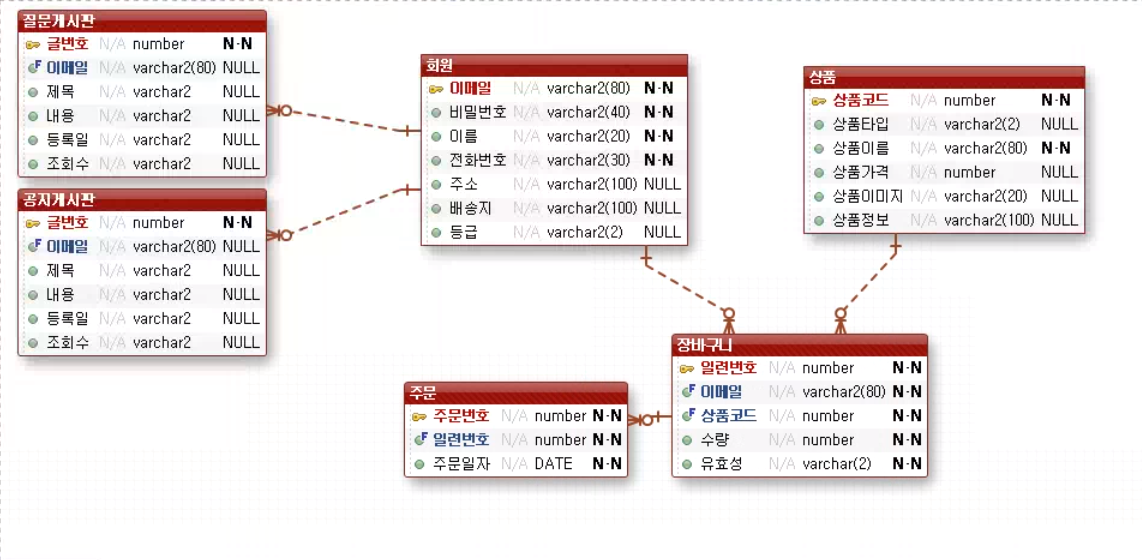 질문게시판
글번호 N/A number N-N
이메일 N/A varchar2(80) NULL
제목 N/A varchar2 NULL
내용 N/A varchar2 NULL
등록일 N/A varchar2 NULL
조회수 N/A varchar2 NULL
공지게시판
글번호 N/A number N-N
이메일 N/A varchar2(80) NULL
제목 N/A varchar2 NULL
내용 N/A varchar2 NULL
등록일 N/A varchar2 NULL
조회수 N/A varchar2 NULL
회원
이메일 N/A varchar2(80) N-N
비밀번호 N/A varchar2(40) N-N
이름 N/A varchar2(20) N-N
전화번호 N/A varchar2(30) N-N
주소 N/A varchar2(100) NULL
배송지 N/A varchar2(100) NULL
등급 N/A varchar2(2) NULL
상품
상품코드 N/A number N-N
상품타입 N/A varchar2(2) NULL
상품이름 N/A varchar2(80) N-N
상품가격 N/A number NULL
상품이미지 N/A varchar2(20) NULL
상품정보 N/A varchar2(100) NULL
주문
주문번호 N/A number N-N
일련번호 N/A number N-N
주문일자 N/A DATE N-N
장바구니
일련번호 N/A number N-N
이메일 N/A varchar2(80) N-N
상품코드 N/A number N-N
수량 N/A number N-N
유효성 N/A varchar(2) N-N